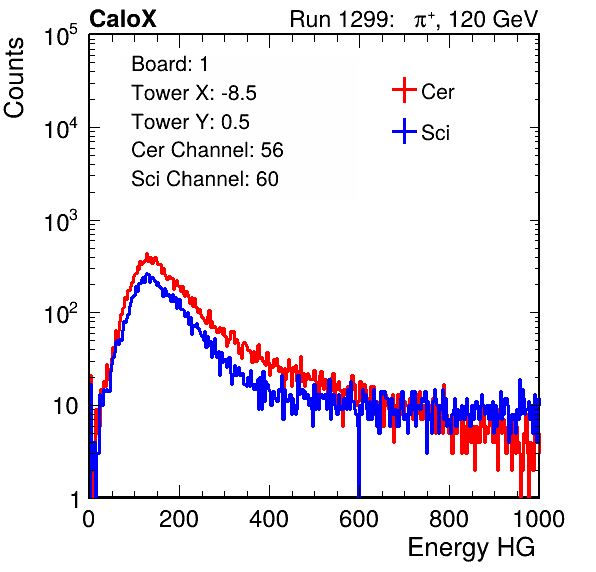 CaloX Run 1299: π⁺, 120 GeV
Counts
Board: 1
Tower X: -8.5
Tower Y: 0.5
Cer Channel: 56
Sci Channel: 60
Cer
Sci
10⁵
10⁴
10³
10²
10
1
0 200 400 600 800 1000
Energy HG